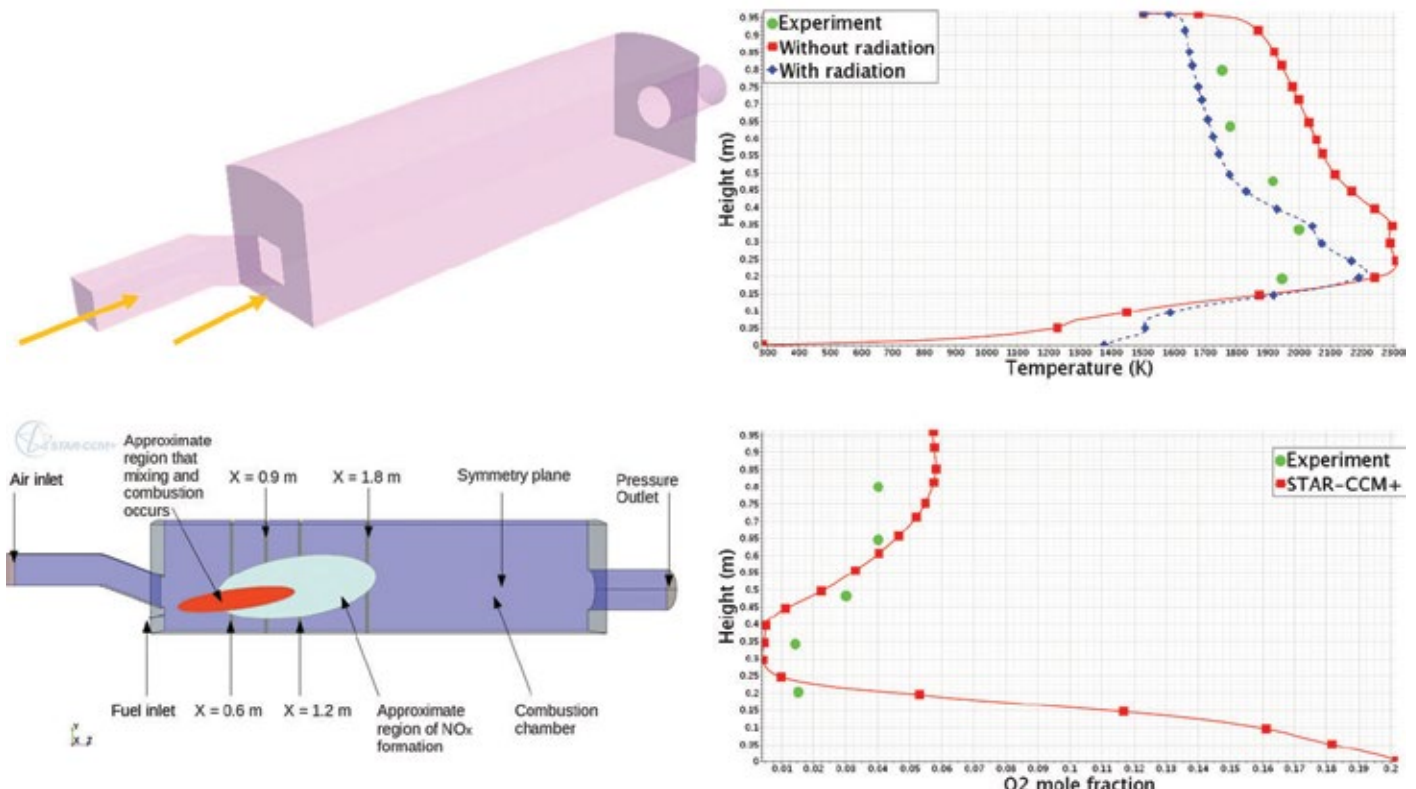 Experiment
Without radiation
With radiation
0.95
0.9
0.85
0.8
0.75
0.7
0.65
0.6
0.55
0.5
0.45
0.4
0.35
0.3
0.25
0.2
0.15
0.1
0.05
0
Height (m)
300 400 500 600 700 800 900 1000 1100 1200 1300 1400 1500 1600 1700 1800 1900 2000 2100 2200 2300
Temperature (K)
STAR-CCM+
Air inlet
Approximate
region that
mixing and
combustion
occurs
X = 0.9 m
X = 1.8 m
Symmetry plane
Pressure
Outlet
Fuel inlet
X = 0.6 m
X = 1.2 m
Approximate
region of NOx
formation
Combustion
chamber
Y
X Z
Experiment
STAR-CCM+
0.95
0.9
0.85
0.8
0.75
0.7
0.65
0.6
0.55
0.5
0.45
0.4
0.35
0.3
0.25
0.2
0.15
0.1
0.05
0
Height (m)
0.01 0.02 0.03 0.04 0.05 0.06 0.07 0.08 0.09 0.1 0.11 0.12 0.13 0.14 0.15 0.16 0.17 0.18 0.19 0.2
O2 mole fraction